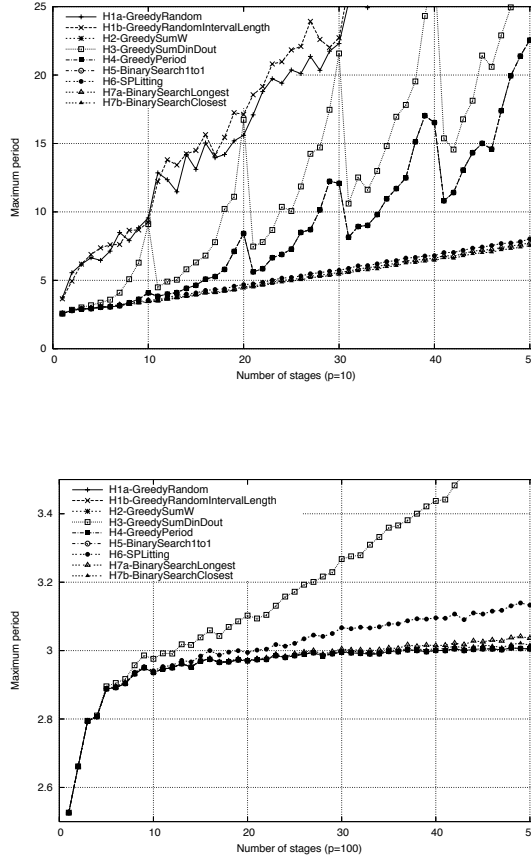 25
20
15
10
5
0
Maximum period
H1a-GreedyRandom
H1b-GreedyRandomIntervalLength
H2-GreedySumW
H3-GreedySumDinDout
H4-GreedyPeriod
H5-BinarySearch1to1
H6-SPLitting
H7a-BinarySearchLongest
H7b-BinarySearchClosest
0 10 20 30 40 50
Number of stages (p=10)
3.4
3.2
3
2.8
2.6
Maximum period
H1a-GreedyRandom
H1b-GreedyRandomIntervalLength
H2-GreedySumW
H3-GreedySumDinDout
H4-GreedyPeriod
H5-BinarySearch1to1
H6-SPLitting
H7a-BinarySearchLongest
H7b-BinarySearchClosest
0 10 20 30 40 50
Number of stages (p=100)